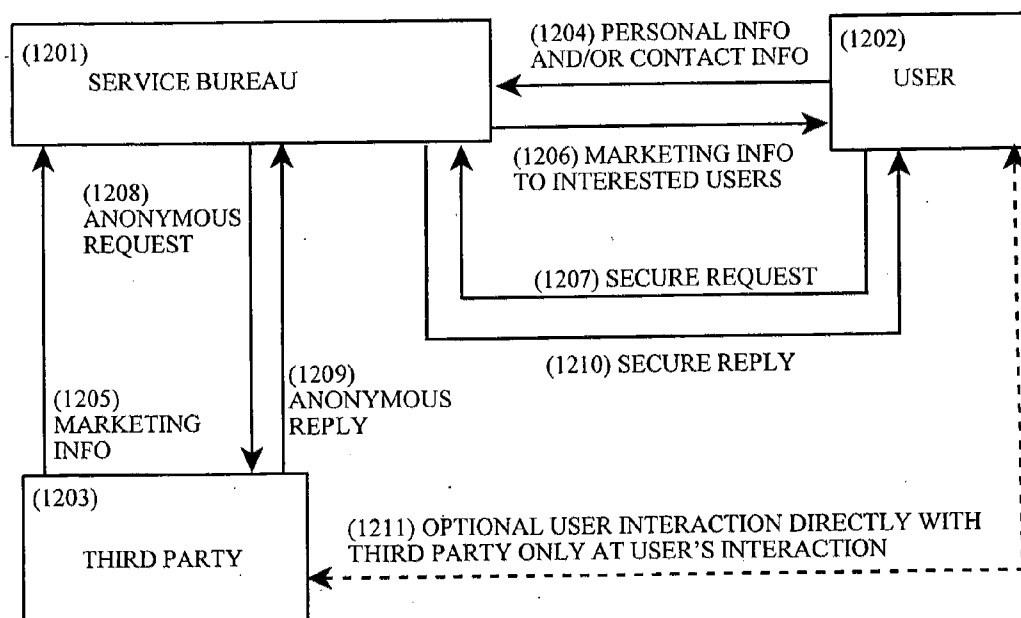 (1201)
SERVICE BUREAU
(1204) PERSONAL INFO
AND/OR CONTACT INFO
(1202)
USER
(1206) MARKETING INFO
TO INTERESTED USERS
(1208)
ANONYMOUS
REQUEST
(1207) SECURE REQUEST
(1210) SECURE REPLY
(1205)
MARKETING
INFO
(1209)
ANONYMOUS
REPLY
(1203)
THIRD PARTY
(1211) OPTIONAL USER INTERACTION DIRECTLY WITH
THIRD PARTY ONLY AT USER'S INTERACTION